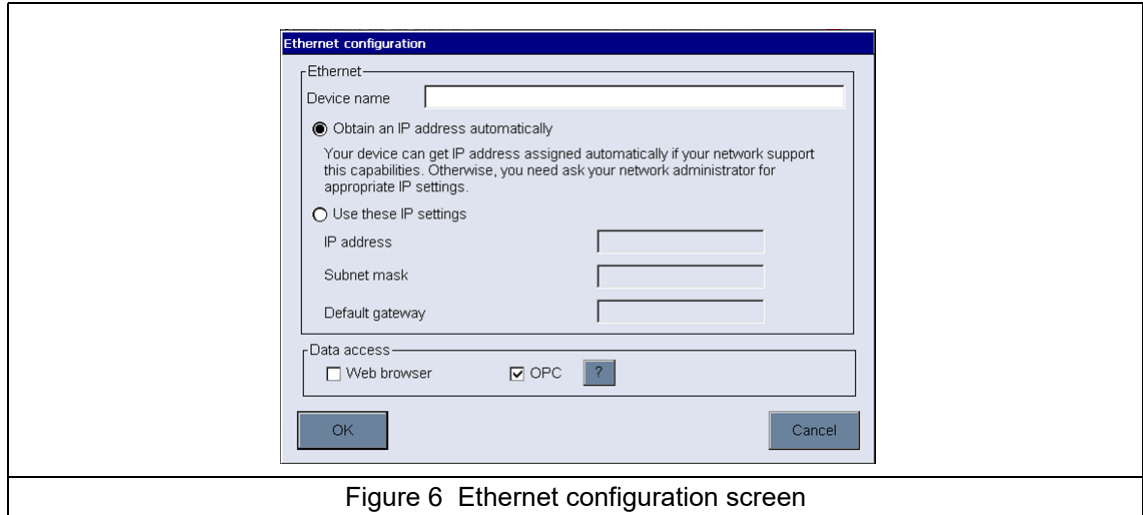 Ethernet configuration
Ethernet
Device name
Obtain an IP address automatically
Your device can get IP address assigned automatically if your network support
this capabilities. Otherwise, you need ask your network administrator for
appropriate IP settings.
Use these IP settings
IP address
Subnet mask
Default gateway
Data access
Web browser OPC ?
OK Cancel
Figure 6 Ethernet configuration screen